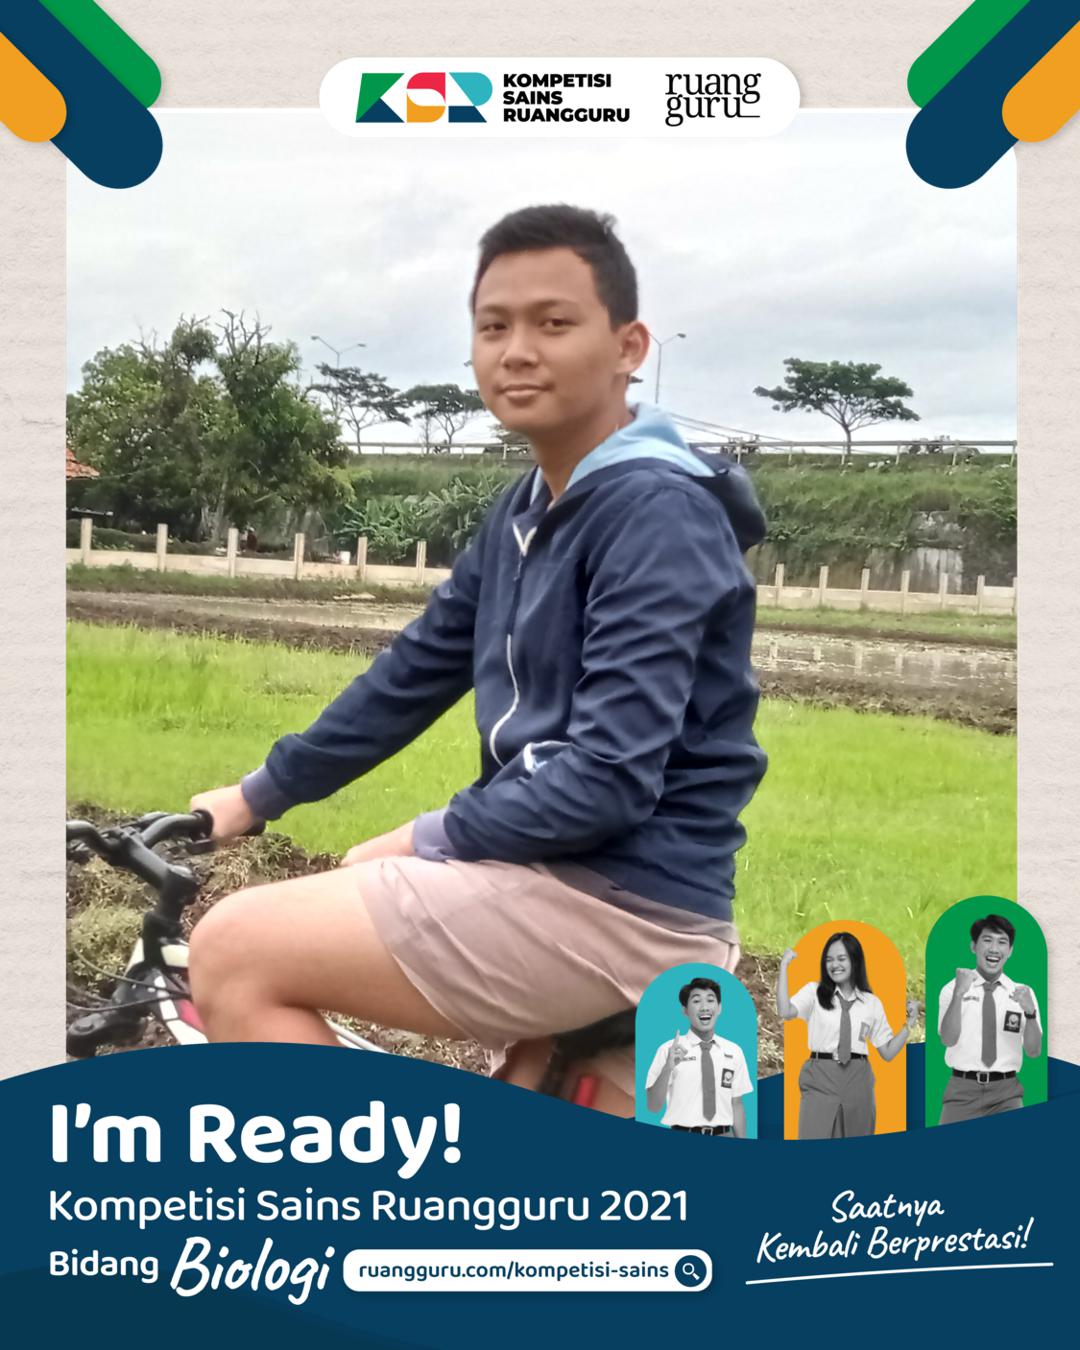 KOMPETISI
SAINS
RUANGGURU
ruang
guru
I'm Ready!
Kompetisi Sains Ruangguru 2021
Bidang Biologi
ruangguru.com/kompetisi-sains
Saatnya
Kembali Berprestasi!